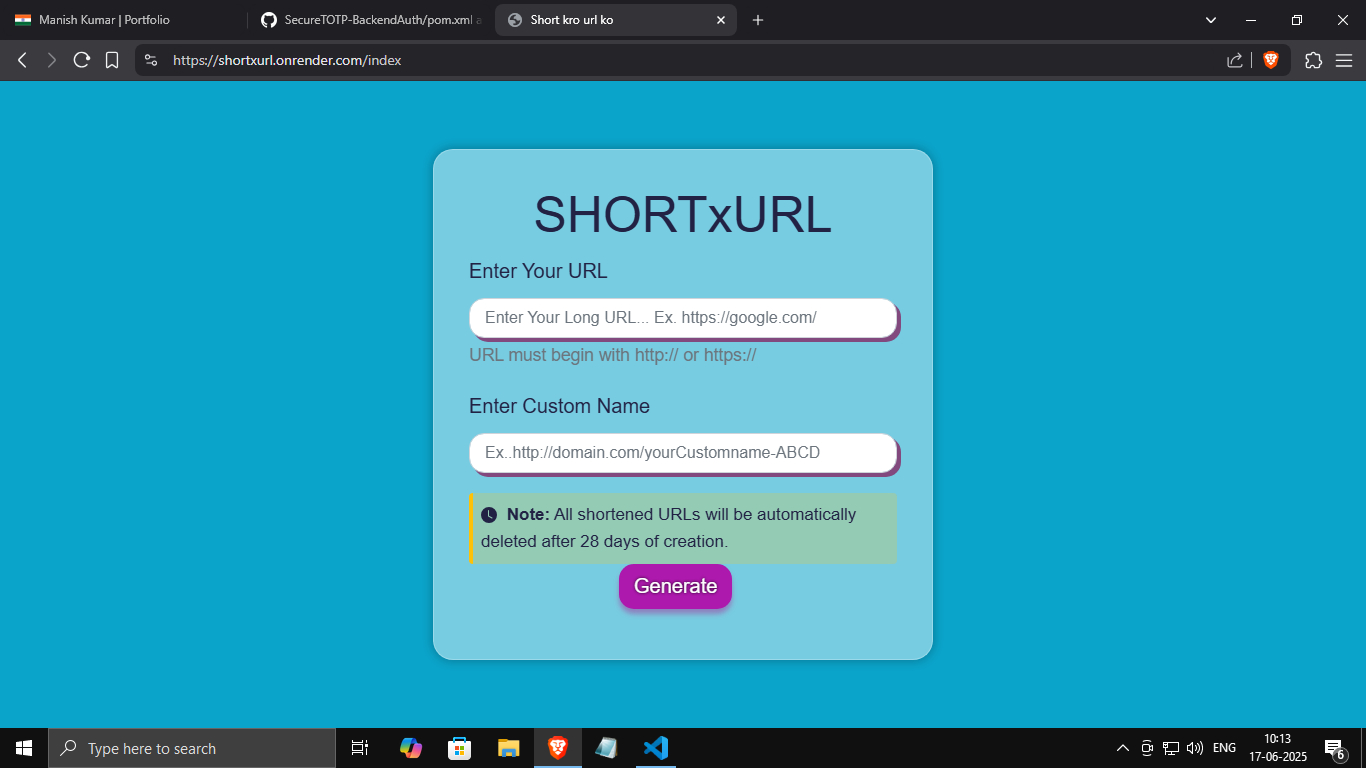 Manish Kumar | Portfolio
SecureTOTP-BackendAuth/pom.xml a
Short kro url ko
https://shortxurl.onrender.com/index
SHORTxURL
Enter Your URL
Enter Your Long URL... Ex. https://google.com/
URL must begin with http:// or https://
Enter Custom Name
Ex..http://domain.com/yourCustomname-ABCD
Note: All shortened URLs will be automatically
deleted after 28 days of creation.
Generate
Type here to search
ENG
10:13
17-06-2025
6